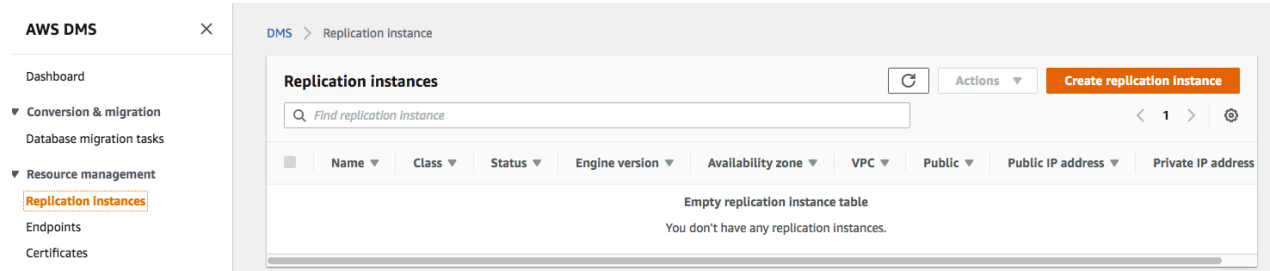 AWS DMS
Dashboard
Conversion & migration
Database migration tasks
Resource management
Replication instances
Endpoints
Certificates
DMS > Replication instance
Replication instances
Actions
Create replication instance
Find replication instance
1
Name Class Status Engine version Availability zone VPC Public Public IP address Private IP address
Empty replication instance table
You don't have any replication instances.